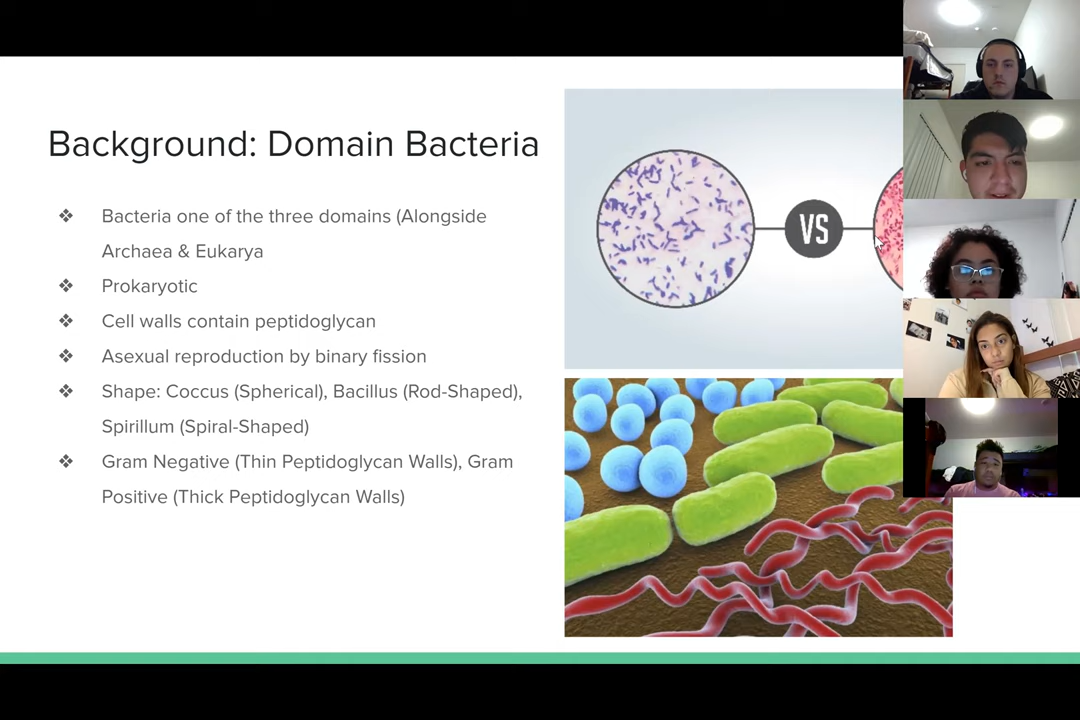 Background: Domain Bacteria
❖ Bacteria one of the three domains (Alongside
Archaea & Eukarya
❖ Prokaryotic
❖ Cell walls contain peptidoglycan
❖ Asexual reproduction by binary fission
❖ Shape: Coccus (Spherical), Bacillus (Rod-Shaped),
Spirillum (Spiral-Shaped)
❖ Gram Negative (Thin Peptidoglycan Walls), Gram
Positive (Thick Peptidoglycan Walls)
VS